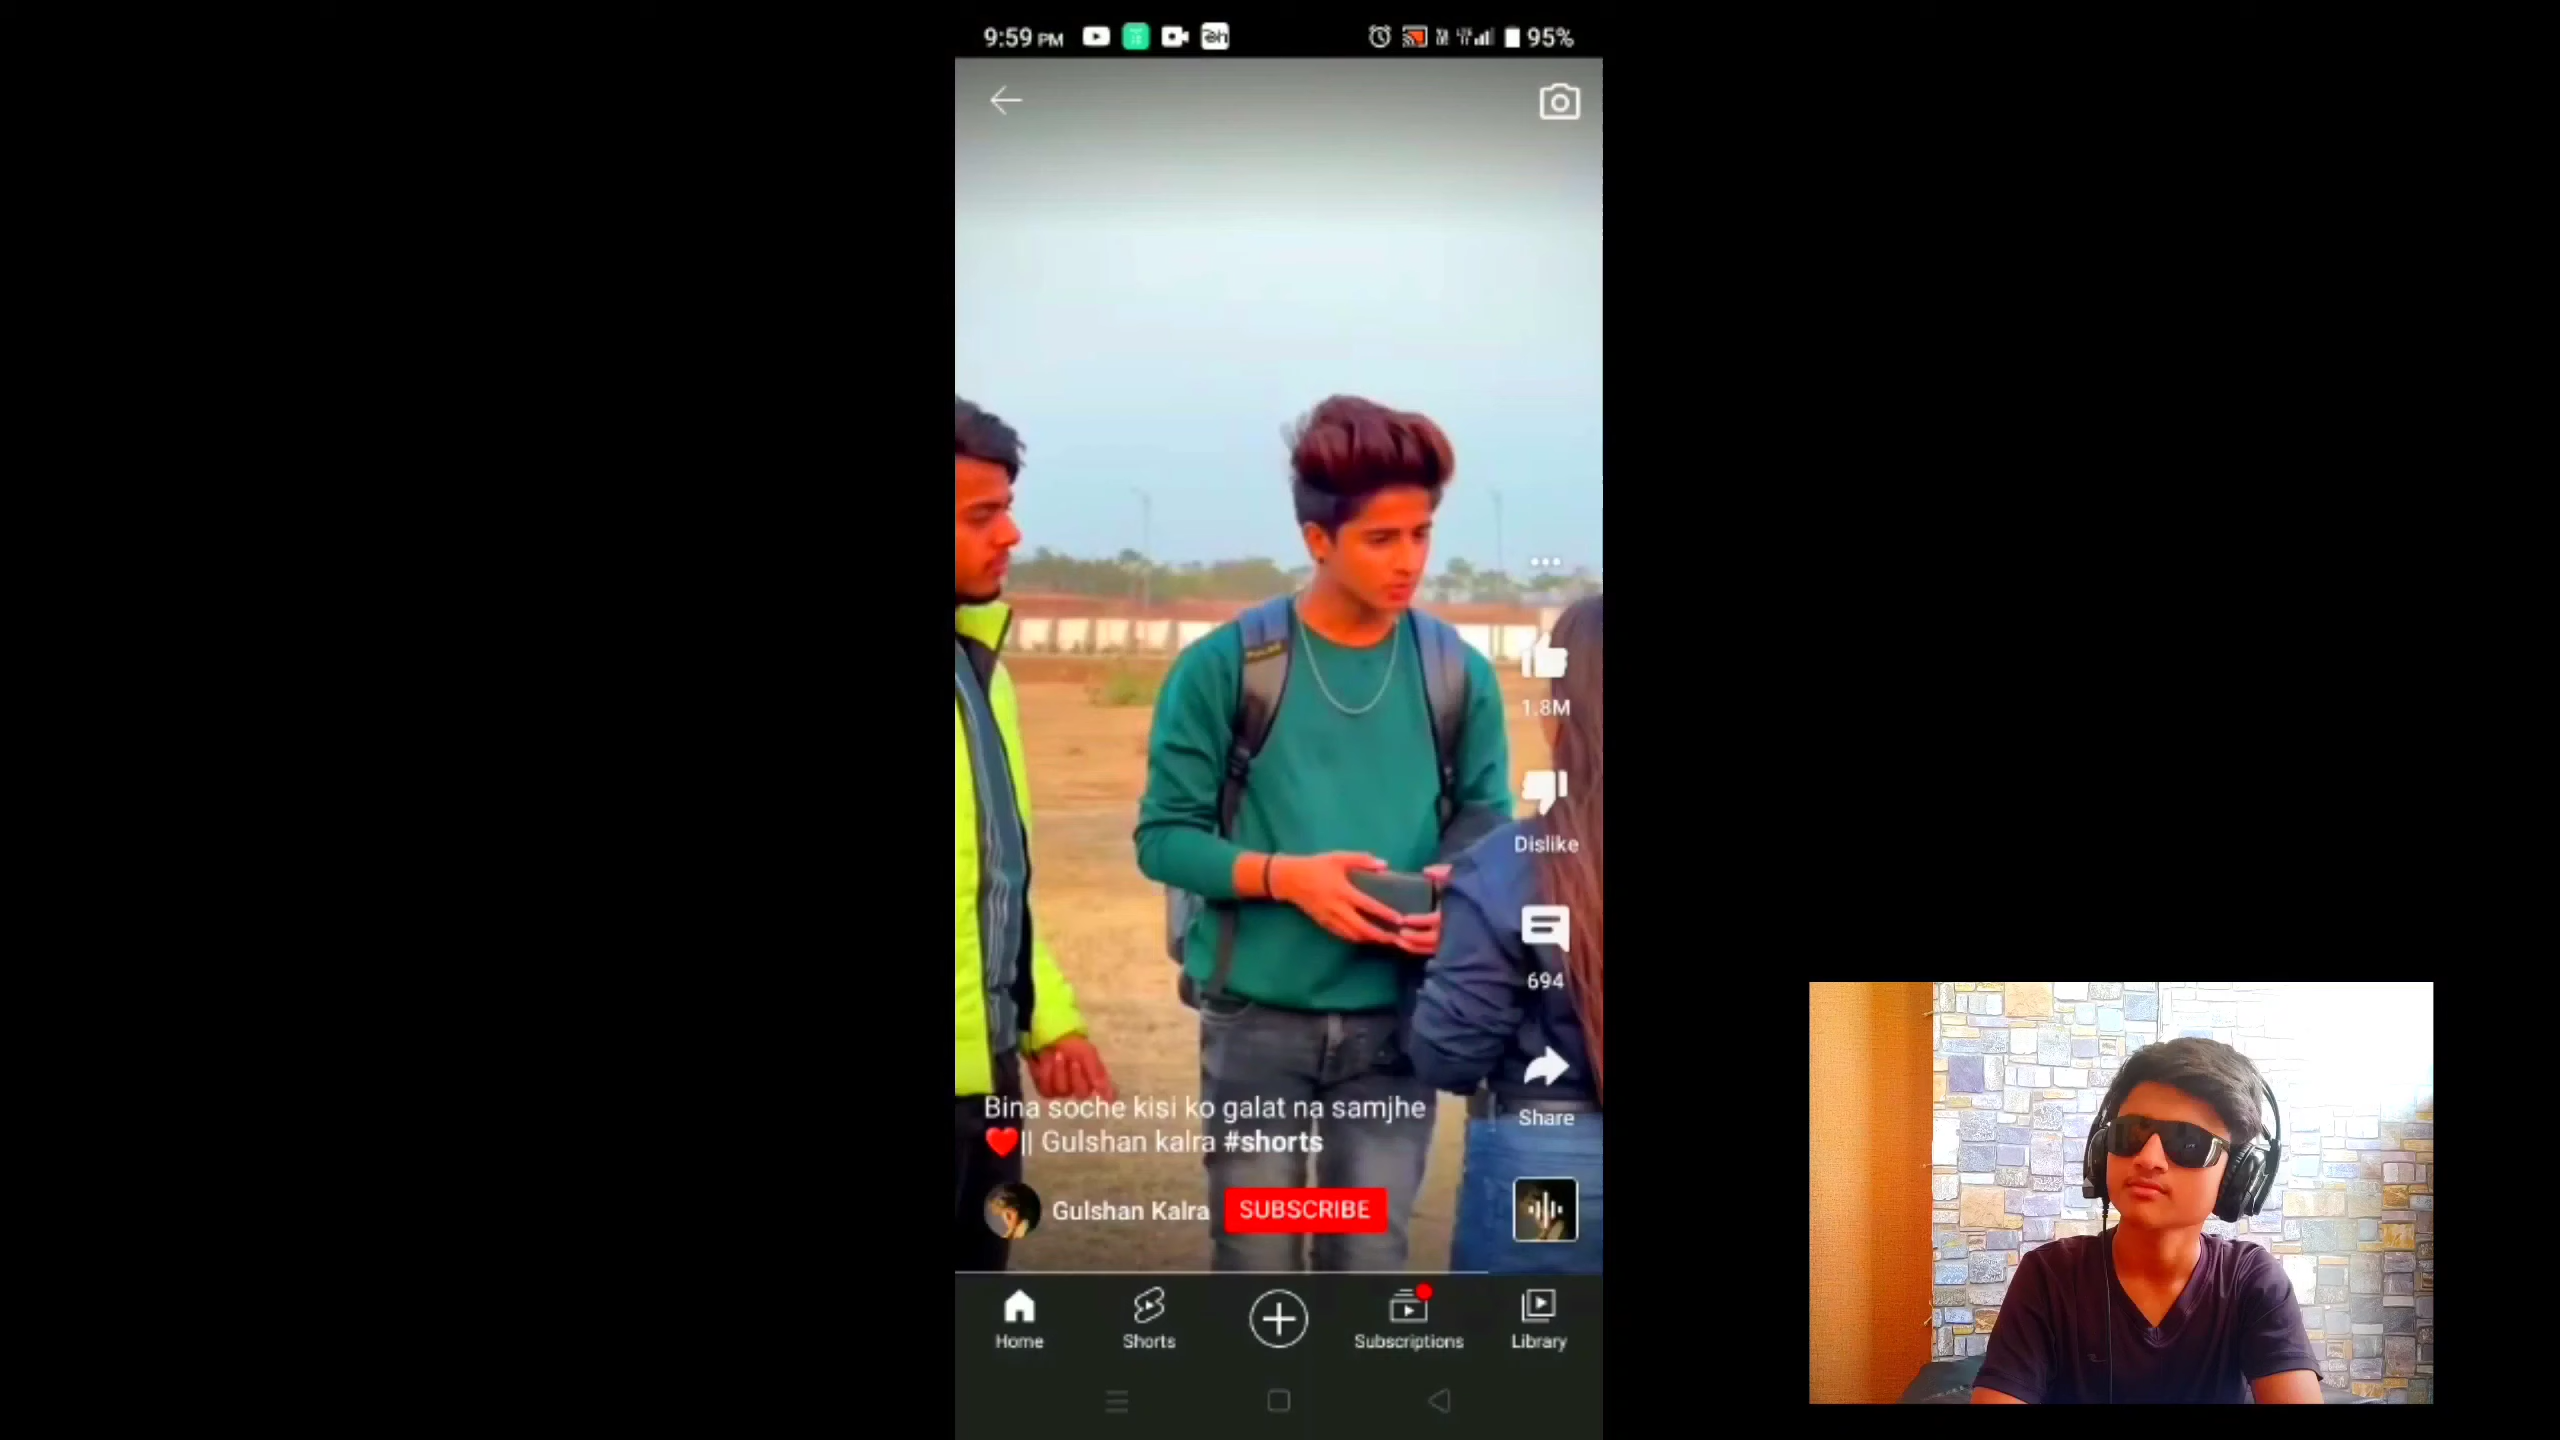 9:59 PM
95%
1.8M
Dislike
694
Share
Bina soche kisi ko galat na samjhe
❤️|| Gulshan kalra #shorts
Gulshan Kalra
SUBSCRIBE
Home
Shorts
Subscriptions
Library